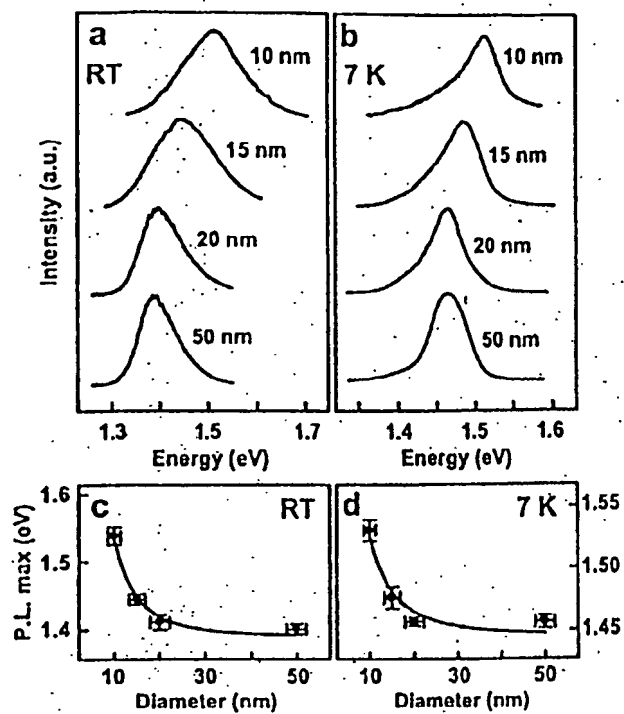 a
RT
10 nm
15 nm
20 nm
50 nm
Intensity (a.u.)
1.3 1.5 1.7
Energy (eV)
b
7 K
10 nm
15 nm
20 nm
50 nm
1.4 1.5 1.6
Energy (eV)
c RT
P.L. max (oV)
1.6
1.5
1.4
10 30 50
Diameter (nm)
d 7 K
1.55
1.50
1.45
10 30 50
Diameter (nm)